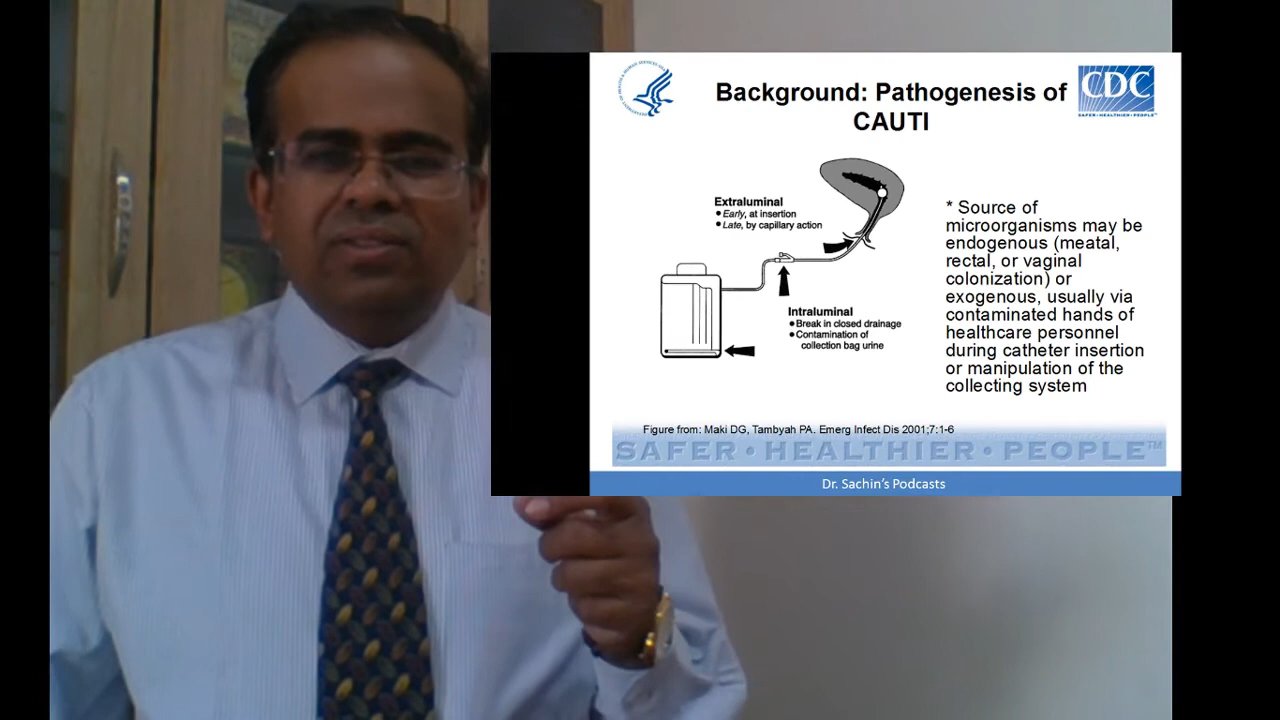 Background: Pathogenesis of
CAUTI
CDC
SAFER • HEALTHIER • PEOPLE™
Extraluminal
• Early, at insertion
• Late, by capillary action
Intraluminal
• Break in closed drainage
• Contamination of
collection bag urine
* Source of
microorganisms may be
endogenous (meatal,
rectal, or vaginal
colonization) or
exogenous, usually via
contaminated hands of
healthcare personnel
during catheter insertion
or manipulation of the
collecting system
Figure from: Maki DG, Tambyah PA. Emerg Infect Dis 2001;7:1-6
SAFER • HEALTHIER • PEOPLE™
Dr. Sachin's Podcasts